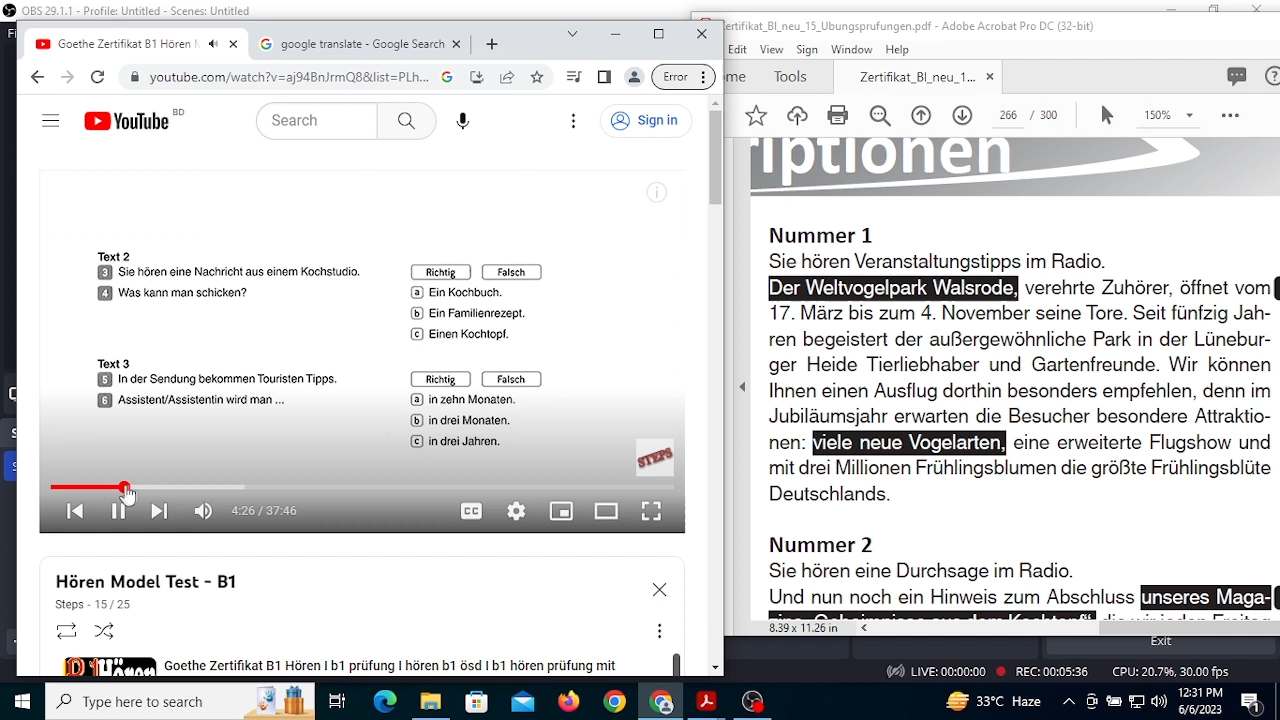 OBS 29.1.1 - Profile: Untitled - Scenes: Untitled
Goethe Zertifikat B1 Hören
google translate - Google Search
youtube.com/watch?v=aj94BnJrmQ8&list=PLh...
Error
YouTube BD
Search
Sign in
Text 2
3 Sie hören eine Nachricht aus einem Kochstudio. Richtig Falsch
4 Was kann man schicken? a Ein Kochbuch.
b Ein Familienrezept.
c Einen Kochtopf.
Text 3
5 In der Sendung bekommen Touristen Tipps. Richtig Falsch
6 Assistent/Assistentin wird man ... a in zehn Monaten.
b in drei Monaten.
c in drei Jahren.
STEPS
4:26 / 37:46
Hören Model Test - B1
Steps - 15 / 25
Goethe Zertifikat B1 Hören I b1 prüfung I hören b1 ösd I b1 hören prüfung mit
ertifikat_BI_neu_15_Ubungsprufungen.pdf - Adobe Acrobat Pro DC (32-bit)
Edit View Sign Window Help
me Tools Zertifikat_BI_neu_1...
266 / 300 150%
riptionen
Nummer 1
Sie hören Veranstaltungstipps im Radio.
Der Weltvogelpark Walsrode, verehrte Zuhörer, öffnet vom
17. März bis zum 4. November seine Tore. Seit fünfzig Jah-
ren begeistert der außergewöhnliche Park in der Lünebur-
ger Heide Tierliebhaber und Gartenfreunde. Wir können
Ihnen einen Ausflug dorthin besonders empfehlen, denn im
Jubiläumsjahr erwarten die Besucher besondere Attraktio-
nen: viele neue Vogelarten, eine erweiterte Flugshow und
mit drei Millionen Frühlingsblumen die größte Frühlingsblüte
Deutschlands.
Nummer 2
Sie hören eine Durchsage im Radio.
Und nun noch ein Hinweis zum Abschluss unseres Maga-
8.39 x 11.26 in
Exit
LIVE: 00:00:00 REC: 00:05:36 CPU: 20.7%, 30.00 fps
Type here to search
33°C Haze
12:31 PM
6/6/2023
1